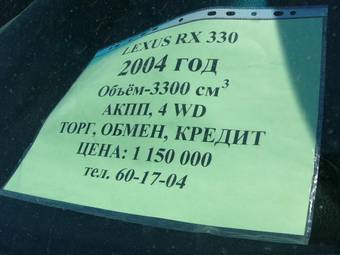 LEXUS RX 330
2004 год
Объём-3300 см³
АКПП, 4 WD
ТОРГ, ОБМЕН, КРЕДИТ
ЦЕНА: 1 150 000
тел. 60-17-04